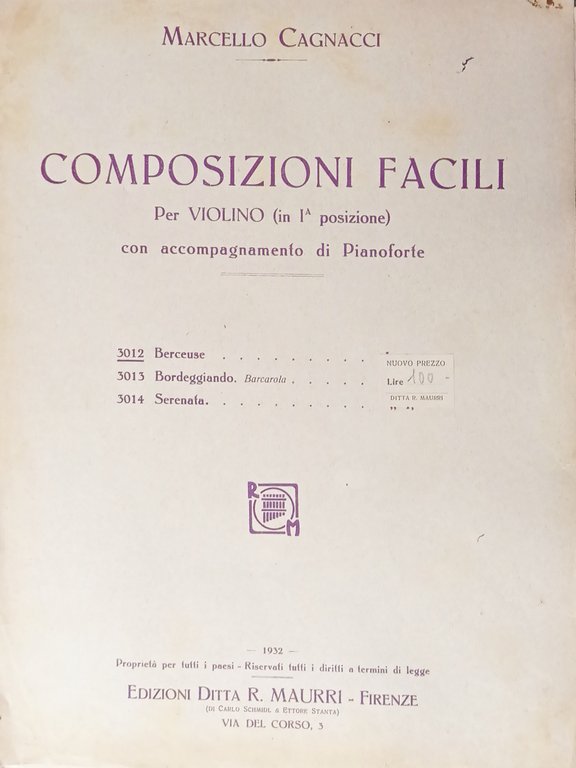 MARCELLO CAGNACCI
COMPOSIZIONI FACILI
Per VIOLINO (in Iᴬ posizione)
con accompagnamento di Pianoforte
3012 Berceuse . . . . . . . . .
3013 Bordeggiando. Barcarola . . . . .
3014 Serenata. . . . . . . . . .
NUOVO PREZZO
Lire 100 -
DITTA R. MAURRI
" "
R M
— 1932 —
Proprietà per tutti i paesi - Riservati tutti i diritti a termini di legge
EDIZIONI DITTA R. MAURRI - FIRENZE
(DI CARLO SCHMIDL & ETTORE STANTA)
VIA DEL CORSO, 3